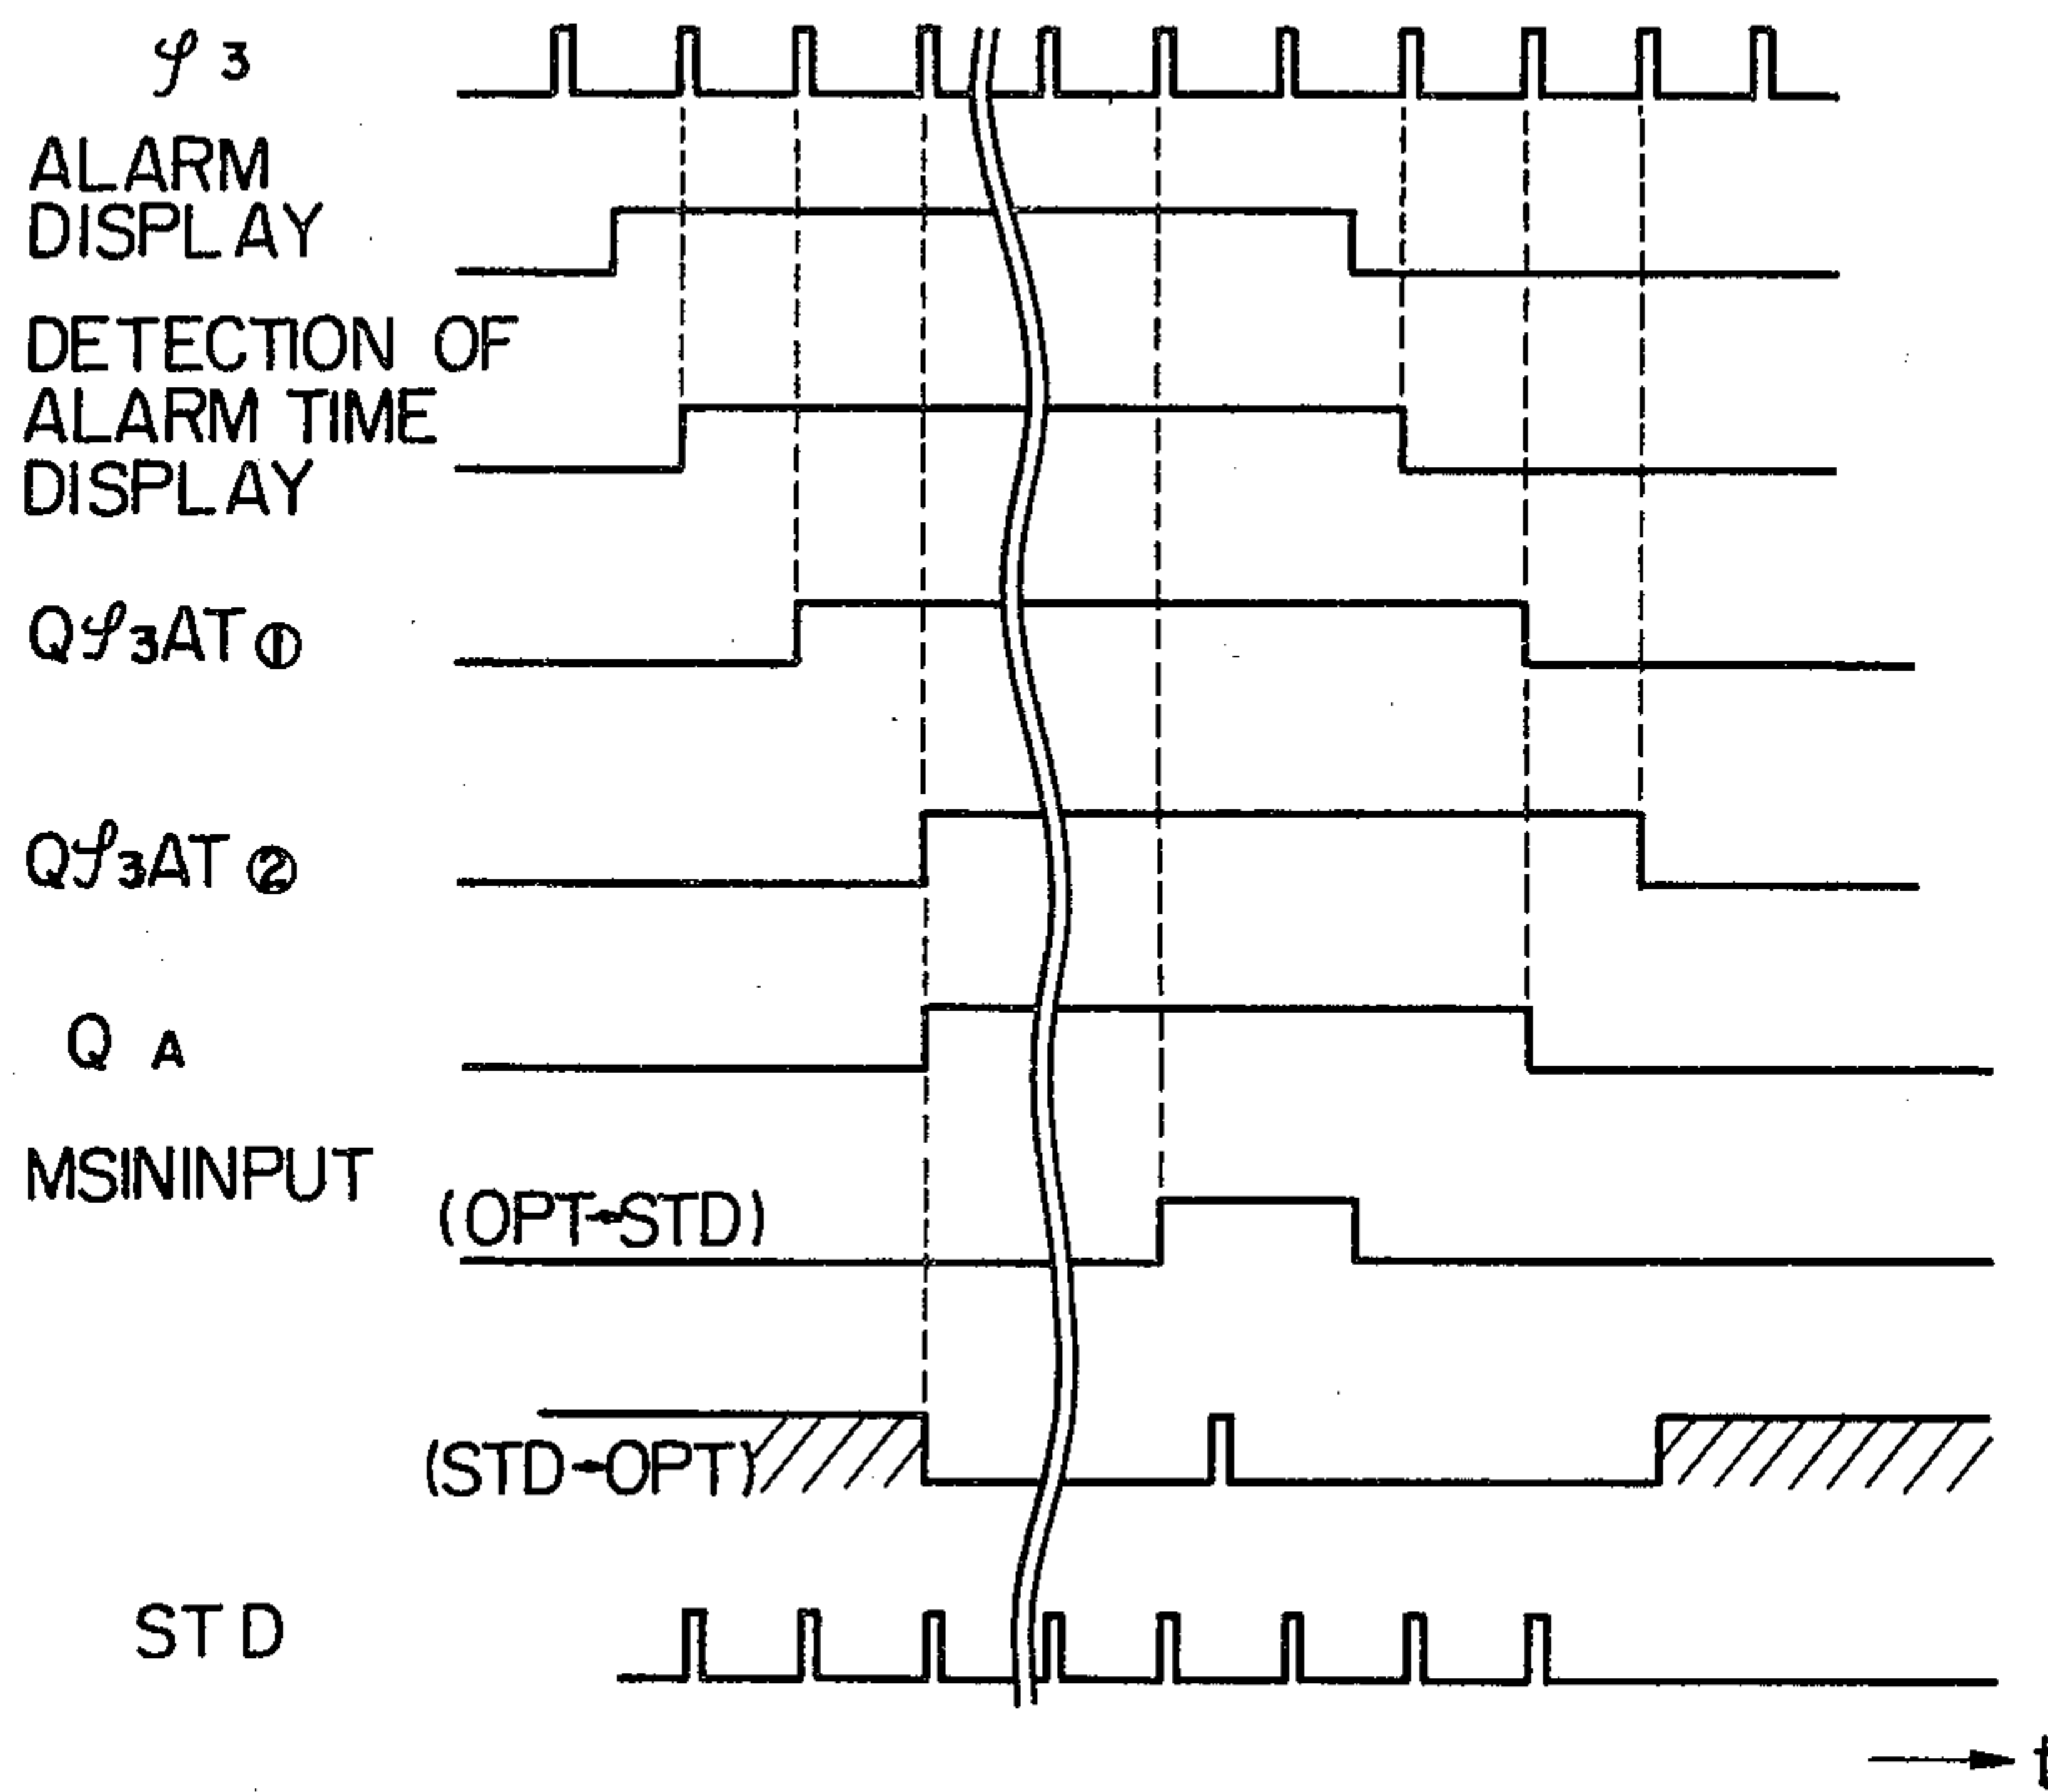 φ3
ALARM
DISPLAY
DETECTION OF
ALARM TIME
DISPLAY
Qφ3AT①
Qφ3AT②
Q A
MSININPUT
(OPT→STD)
(STD→OPT)
STD
→ t